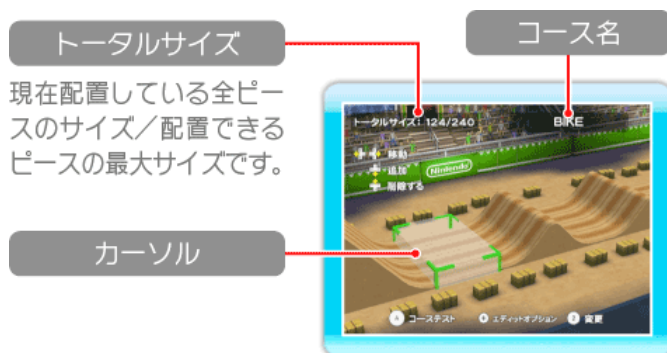 トータルサイズ
コース名
現在配置している全ピー
スのサイズ／配置できる
ピースの最大サイズです。
カーソル
トータルサイズ：124/240
BIKE
移動
追加
Nintendo
削除する
A コーステスト
+ エディットオプション
変更